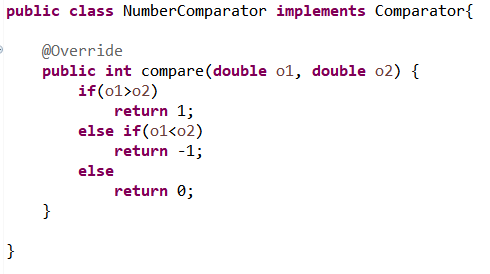 public class NumberComparator implements Comparator{
@Override
public int compare(double o1, double o2) {
if(o1>o2)
return 1;
else if(o1<o2)
return -1;
else
return 0;
}
}